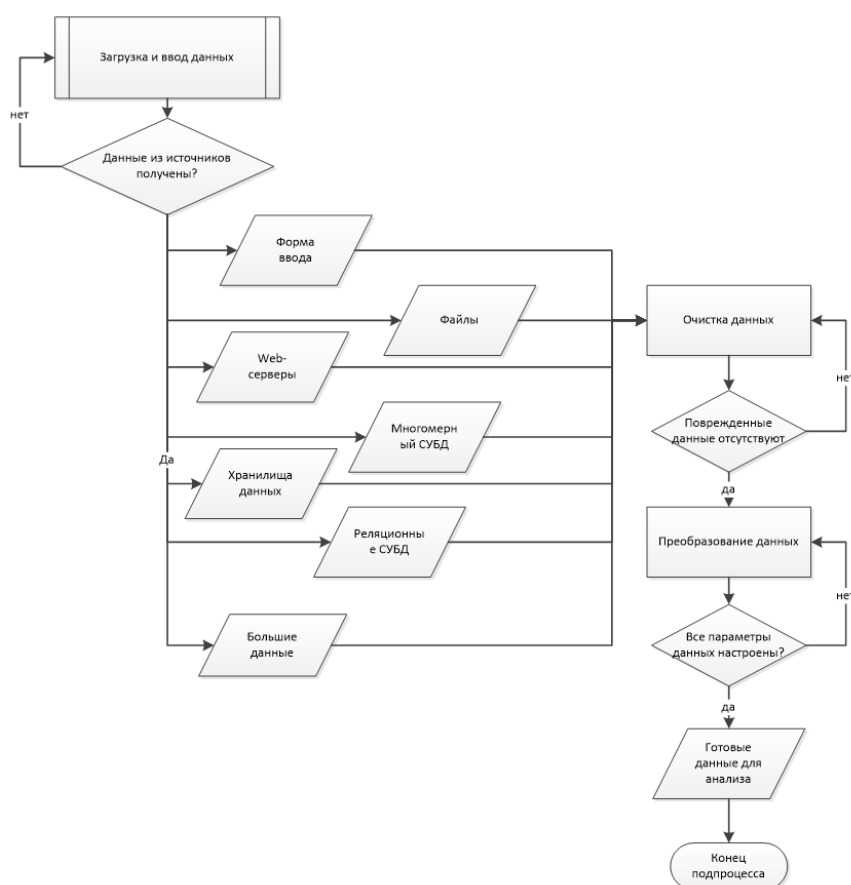 Загрузка и ввод данных
нет
Данные из источников
получены?
Форма
ввода
Файлы
Очистка данных
Web-
серверы
нет
Многомерн
ый СУБД
Поврежденные
данные отсутствуют
Да
Хранилища
данных
да
Реляционны
е СУБД
Преобразование данных
нет
Большие
данные
Все параметры
данных настроены?
да
Готовые
данные для
анализа
Конец
подпроцесса